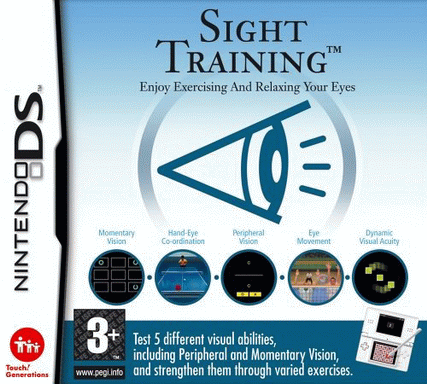 SIGHT
TRAINING™
Enjoy Exercising And Relaxing Your Eyes
NINTENDO DS™
Momentary
Vision
Hand-Eye
Co-ordination
Peripheral
Vision
Eye
Movement
Dynamic
Visual Acuity
3+
™
www.pegi.info
Test 5 different visual abilities,
including Peripheral and Momentary Vision,
and strengthen them through varied exercises.
Touch!
Generations